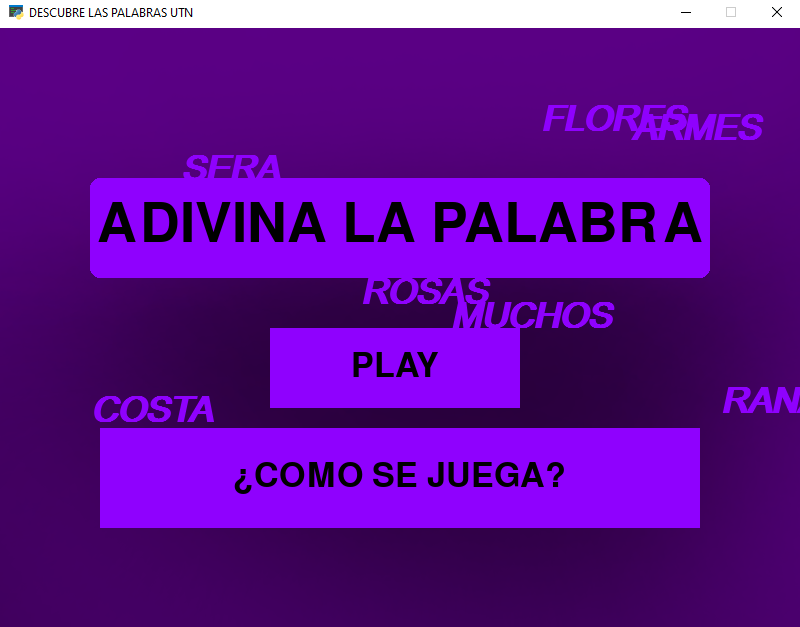 DESCUBRE LAS PALABRAS UTN
FLORES
ARMES
SERA
ADIVINA LA PALABRA
ROSAS
MUCHOS
PLAY
RAN
COSTA
¿COMO SE JUEGA?